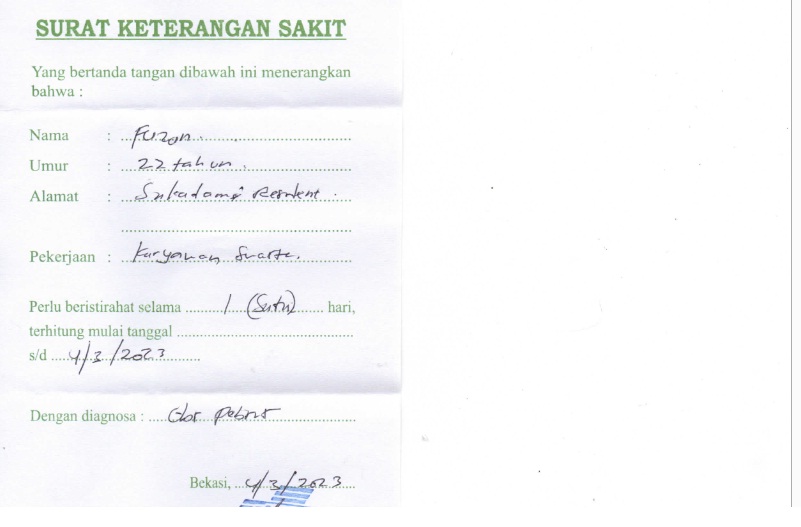 SURAT KETERANGAN SAKIT
Yang bertanda tangan dibawah ini menerangkan
bahwa :
Nama : Fuzon.
Umur : 22 tahun.
Alamat : Sukadami Resident.
Pekerjaan : Karyawan Swasta.
Perlu beristirahat selama 1 (Satu) hari,
terhitung mulai tanggal
s/d 4/3/2023
Dengan diagnosa : Obs Febris
Bekasi, 4/3/2023